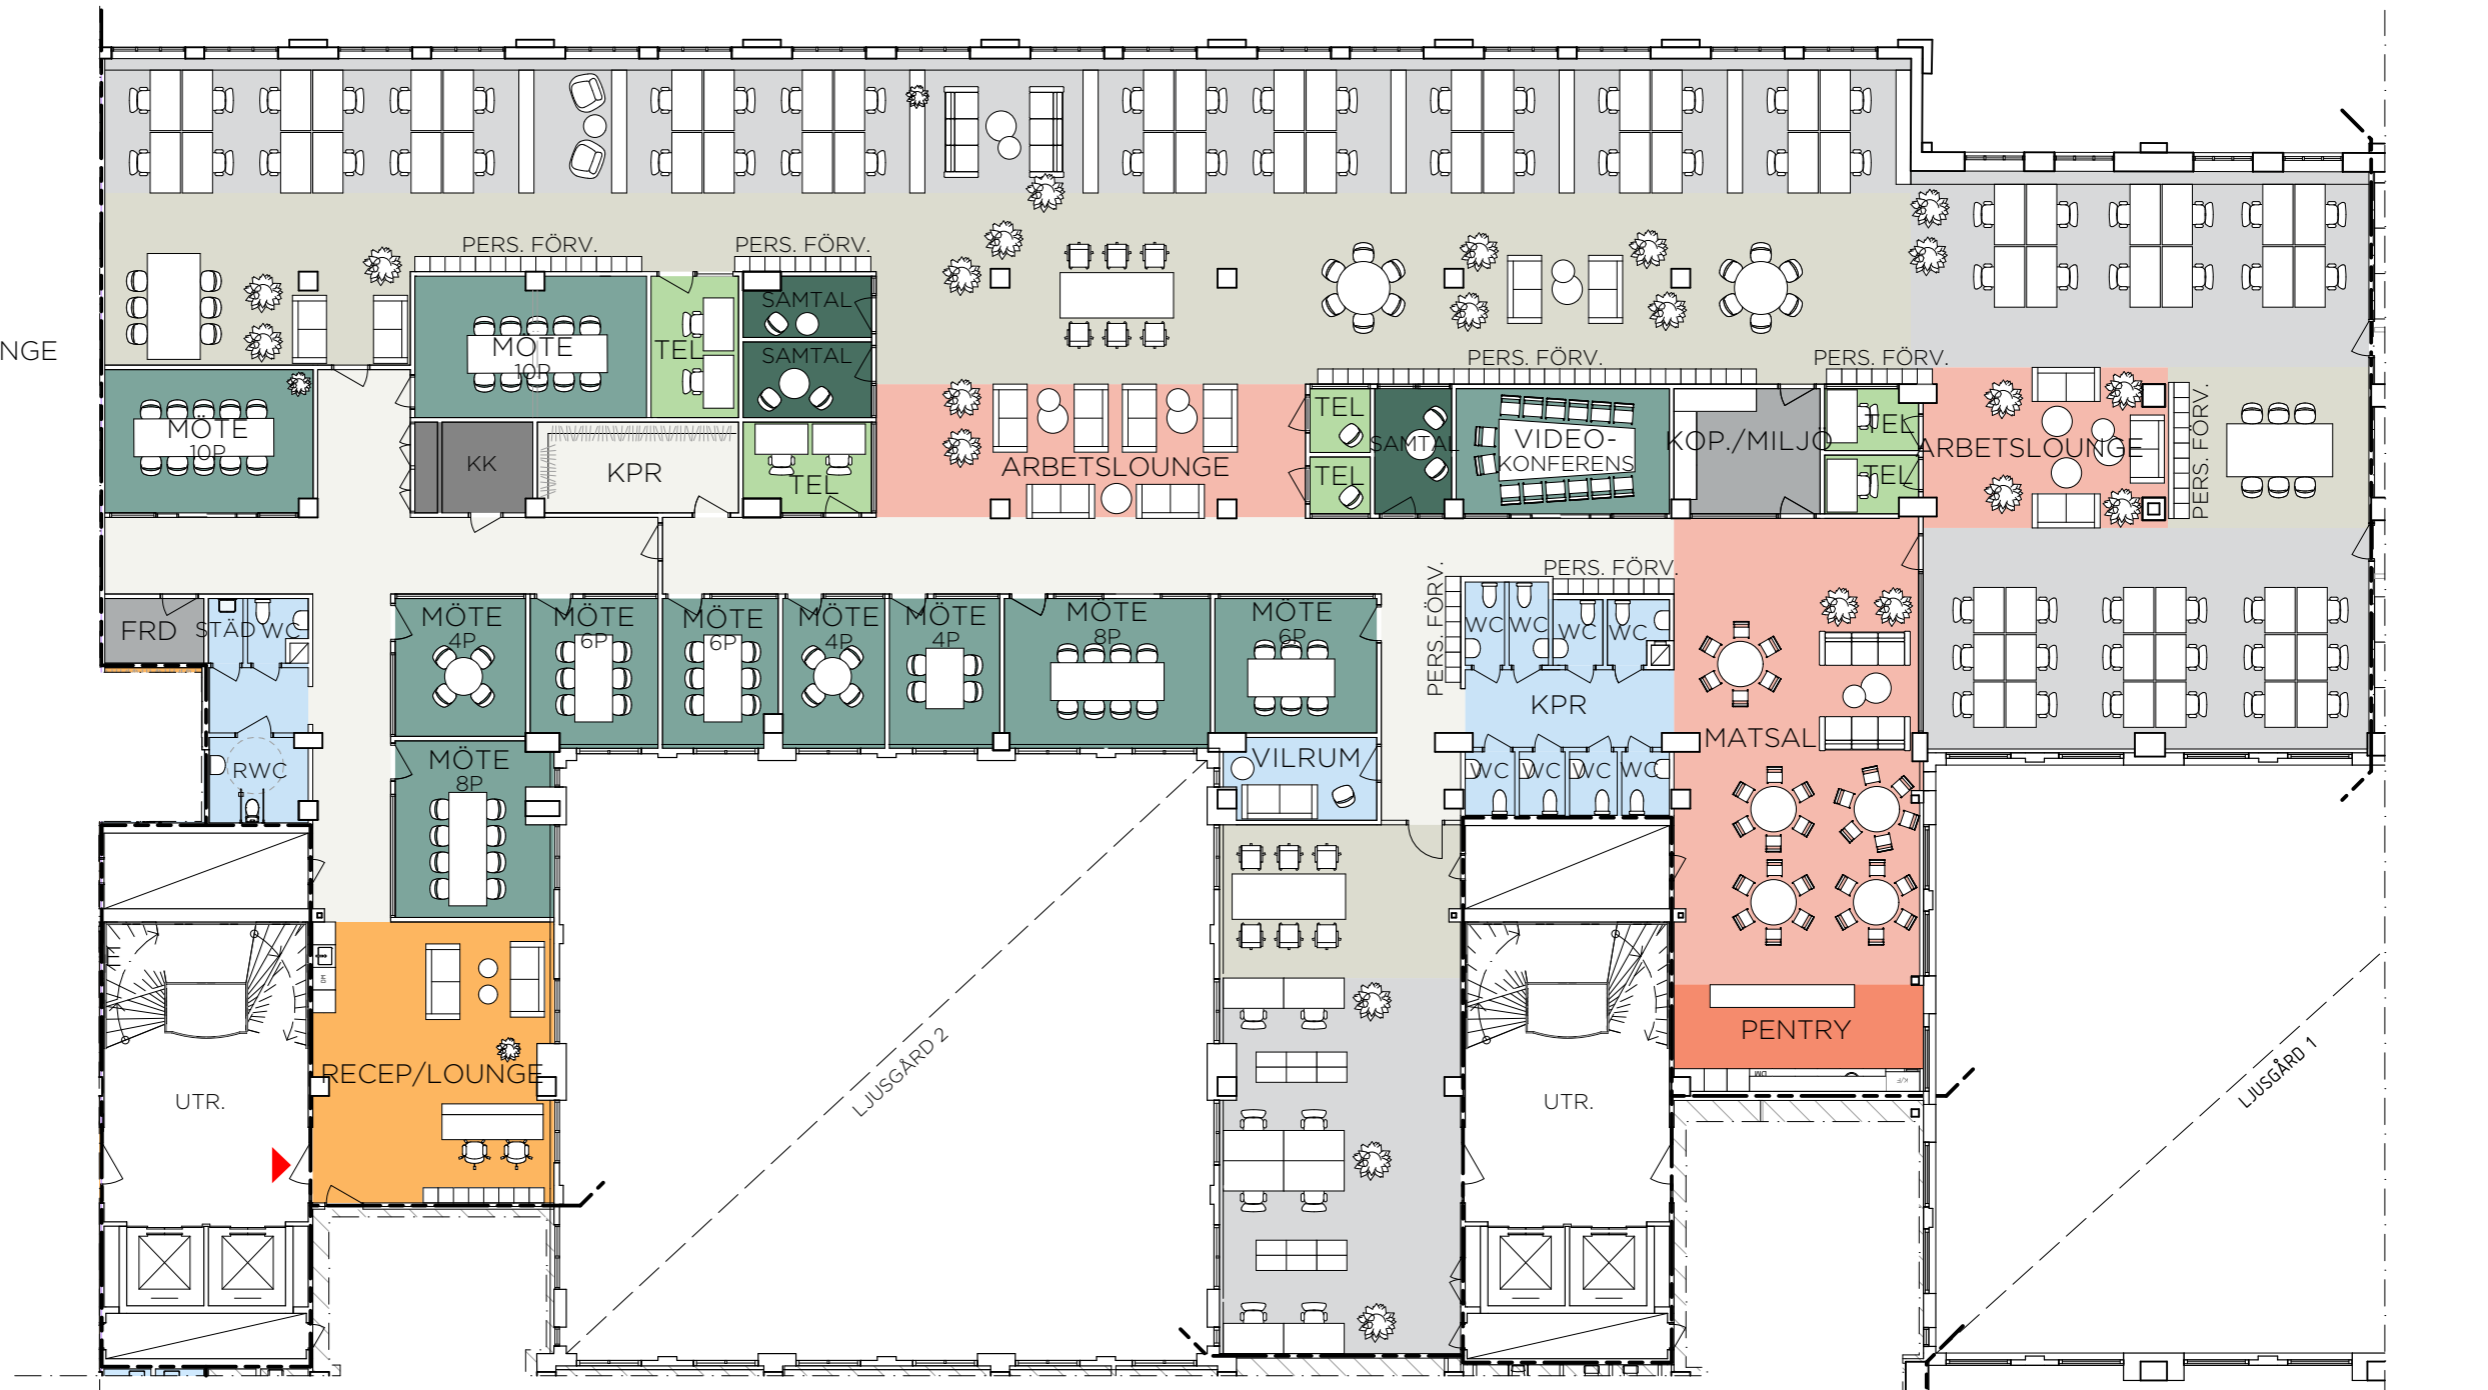 PERS. FÖRV.
PERS. FÖRV.
SAMTAL
MÖTE
10P
TEL
SAMTAL
NGE
PERS. FÖRV.
PERS. FÖRV.
MÖTE
10P
KK
KPR
TEL
ARBETSLOUNGE
TEL
TEL
SAMTAL
VIDEO-
KONFERENS
KOP./MILJÖ
TEL
TEL
ARBETSLOUNGE
PERS. FÖRV.
PERS. FÖRV.
PERS. FÖRV.
FRD
STÄD
WC
MÖTE
4P
MÖTE
6P
MÖTE
6P
MÖTE
4P
MÖTE
4P
MÖTE
8P
MÖTE
6P
WC
WC
WC
WC
KPR
MATSAL
RWC
MÖTE
8P
VILRUM
WC
WC
WC
WC
PENTRY
DM
K/F
RECEP/LOUNGE
UTR.
LJUSGÅRD 2
UTR.
LJUSGÅRD 1